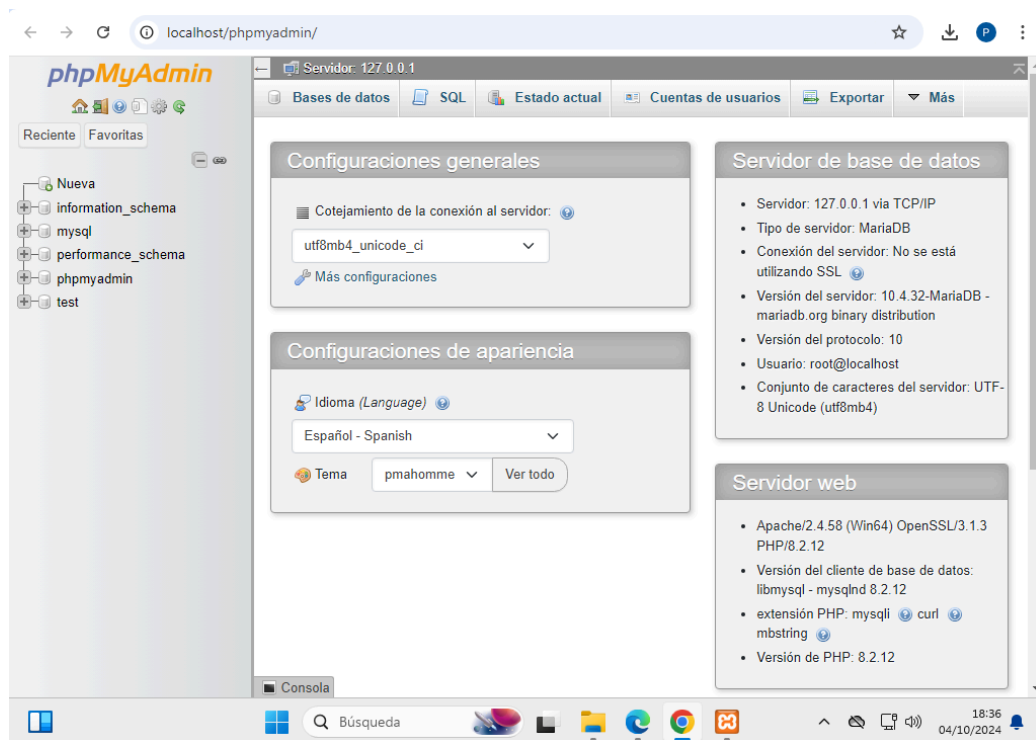 localhost/phpmyadmin/
P
phpMyAdmin
Reciente Favoritas
Nueva
information_schema
mysql
performance_schema
phpmyadmin
test
Servidor: 127.0.0.1
Bases de datos SQL Estado actual Cuentas de usuarios Exportar Más
Configuraciones generales
Cotejamiento de la conexión al servidor:
utf8mb4_unicode_ci
Más configuraciones
Configuraciones de apariencia
Idioma (Language)
Español - Spanish
Tema pmahomme Ver todo
Servidor de base de datos
• Servidor: 127.0.0.1 via TCP/IP
• Tipo de servidor: MariaDB
• Conexión del servidor: No se está
utilizando SSL
• Versión del servidor: 10.4.32-MariaDB -
mariadb.org binary distribution
• Versión del protocolo: 10
• Usuario: root@localhost
• Conjunto de caracteres del servidor: UTF-
8 Unicode (utf8mb4)
Servidor web
• Apache/2.4.58 (Win64) OpenSSL/3.1.3
PHP/8.2.12
• Versión del cliente de base de datos:
libmysql - mysqlnd 8.2.12
• extensión PHP: mysqli curl
mbstring
• Versión de PHP: 8.2.12
Consola
Búsqueda
18:36
04/10/2024